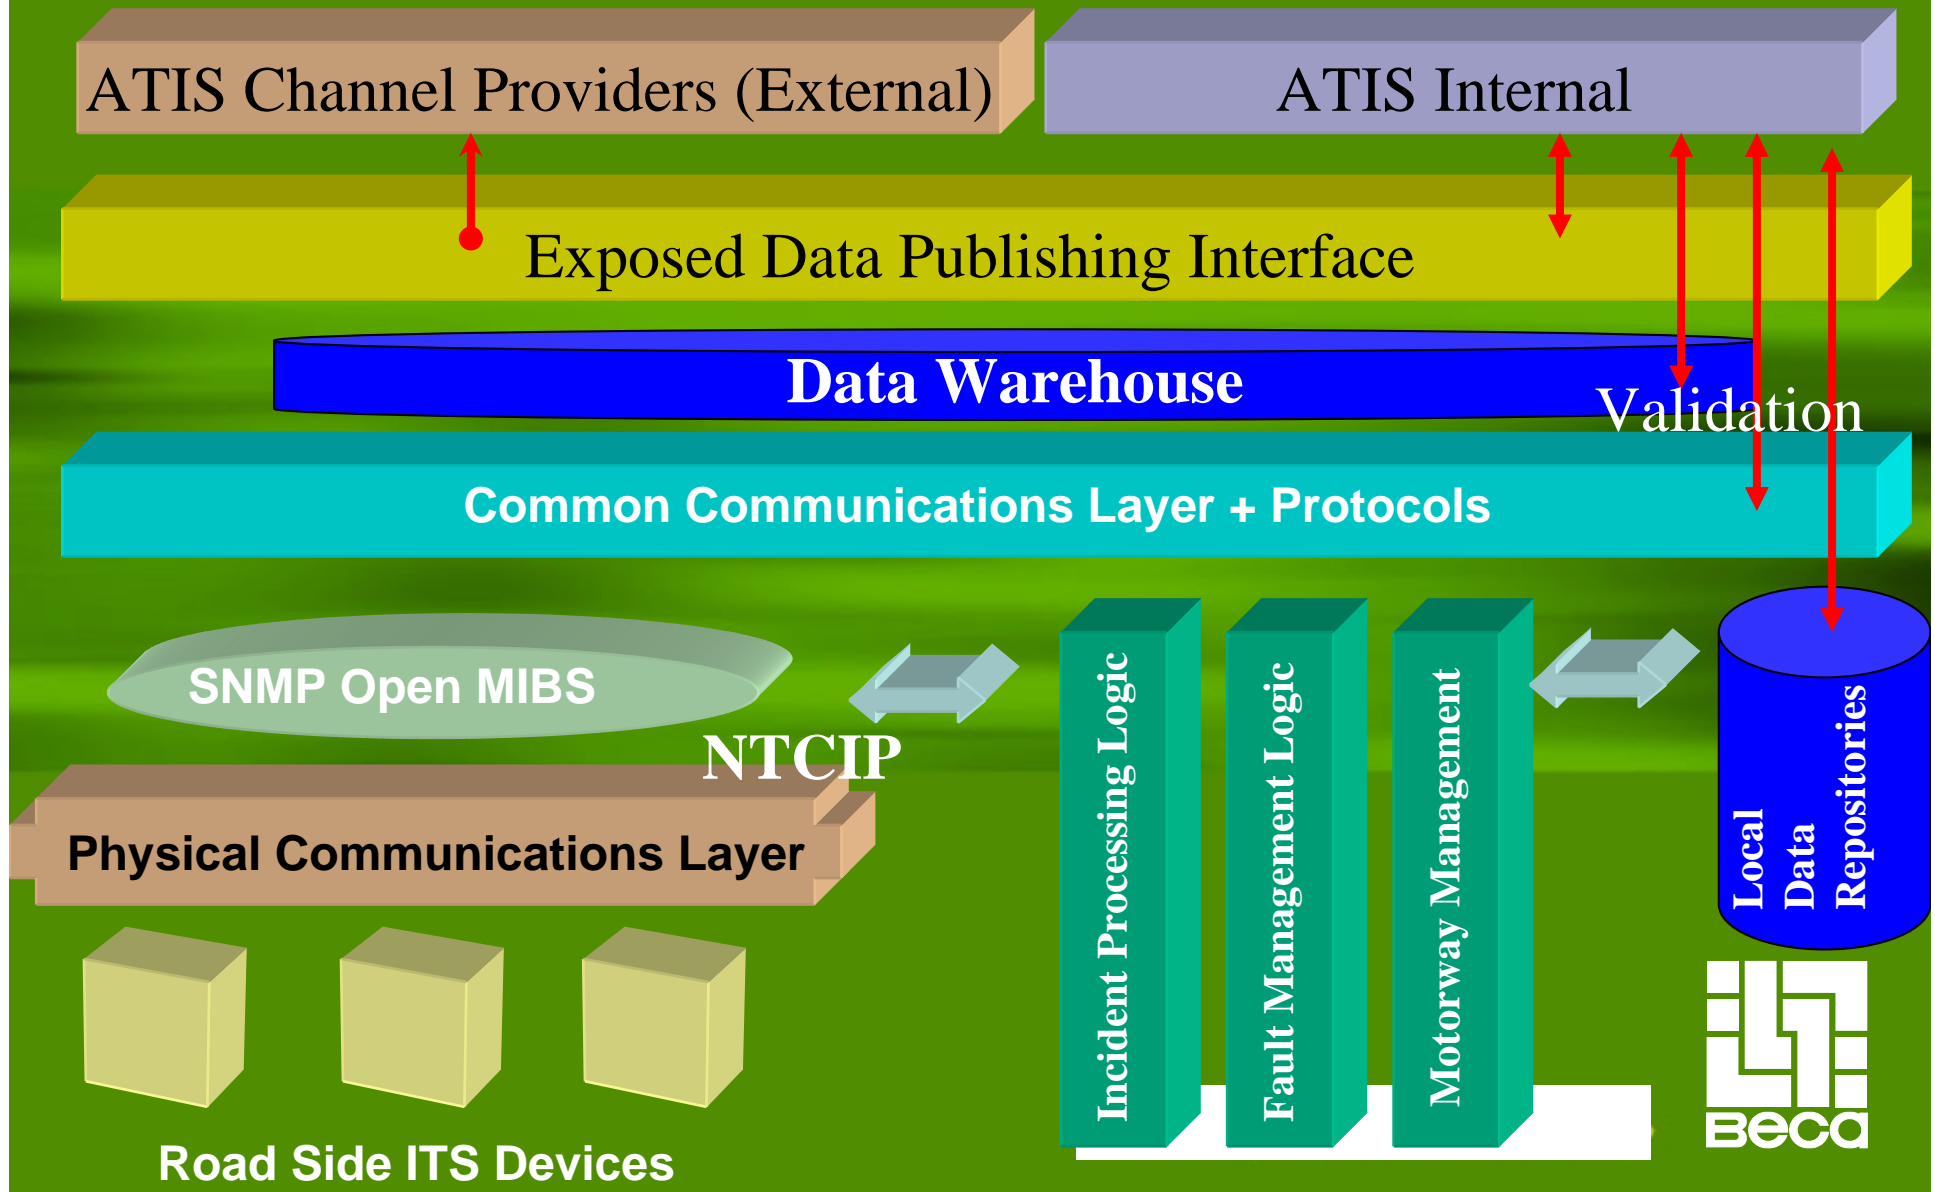 ATIS Channel Providers (External)
ATIS Internal
Exposed Data Publishing Interface
Data Warehouse
Validation
Common Communications Layer + Protocols
SNMP Open MIBS
NTCIP
Physical Communications Layer
Road Side ITS Devices
Incident Processing Logic
Fault Management Logic
Motorway Management
Local
Data
Repositories
Beca